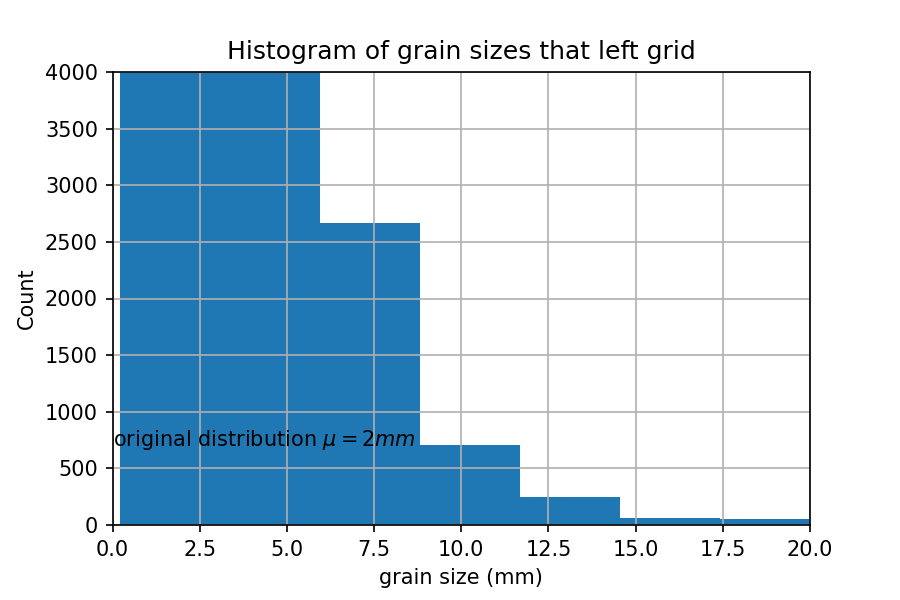 Histogram of grain sizes that left grid
4000
3500
3000
2500
2000
1500
1000
500
0
Count
original distribution μ = 2mm
0.0 2.5 5.0 7.5 10.0 12.5 15.0 17.5 20.0
grain size (mm)